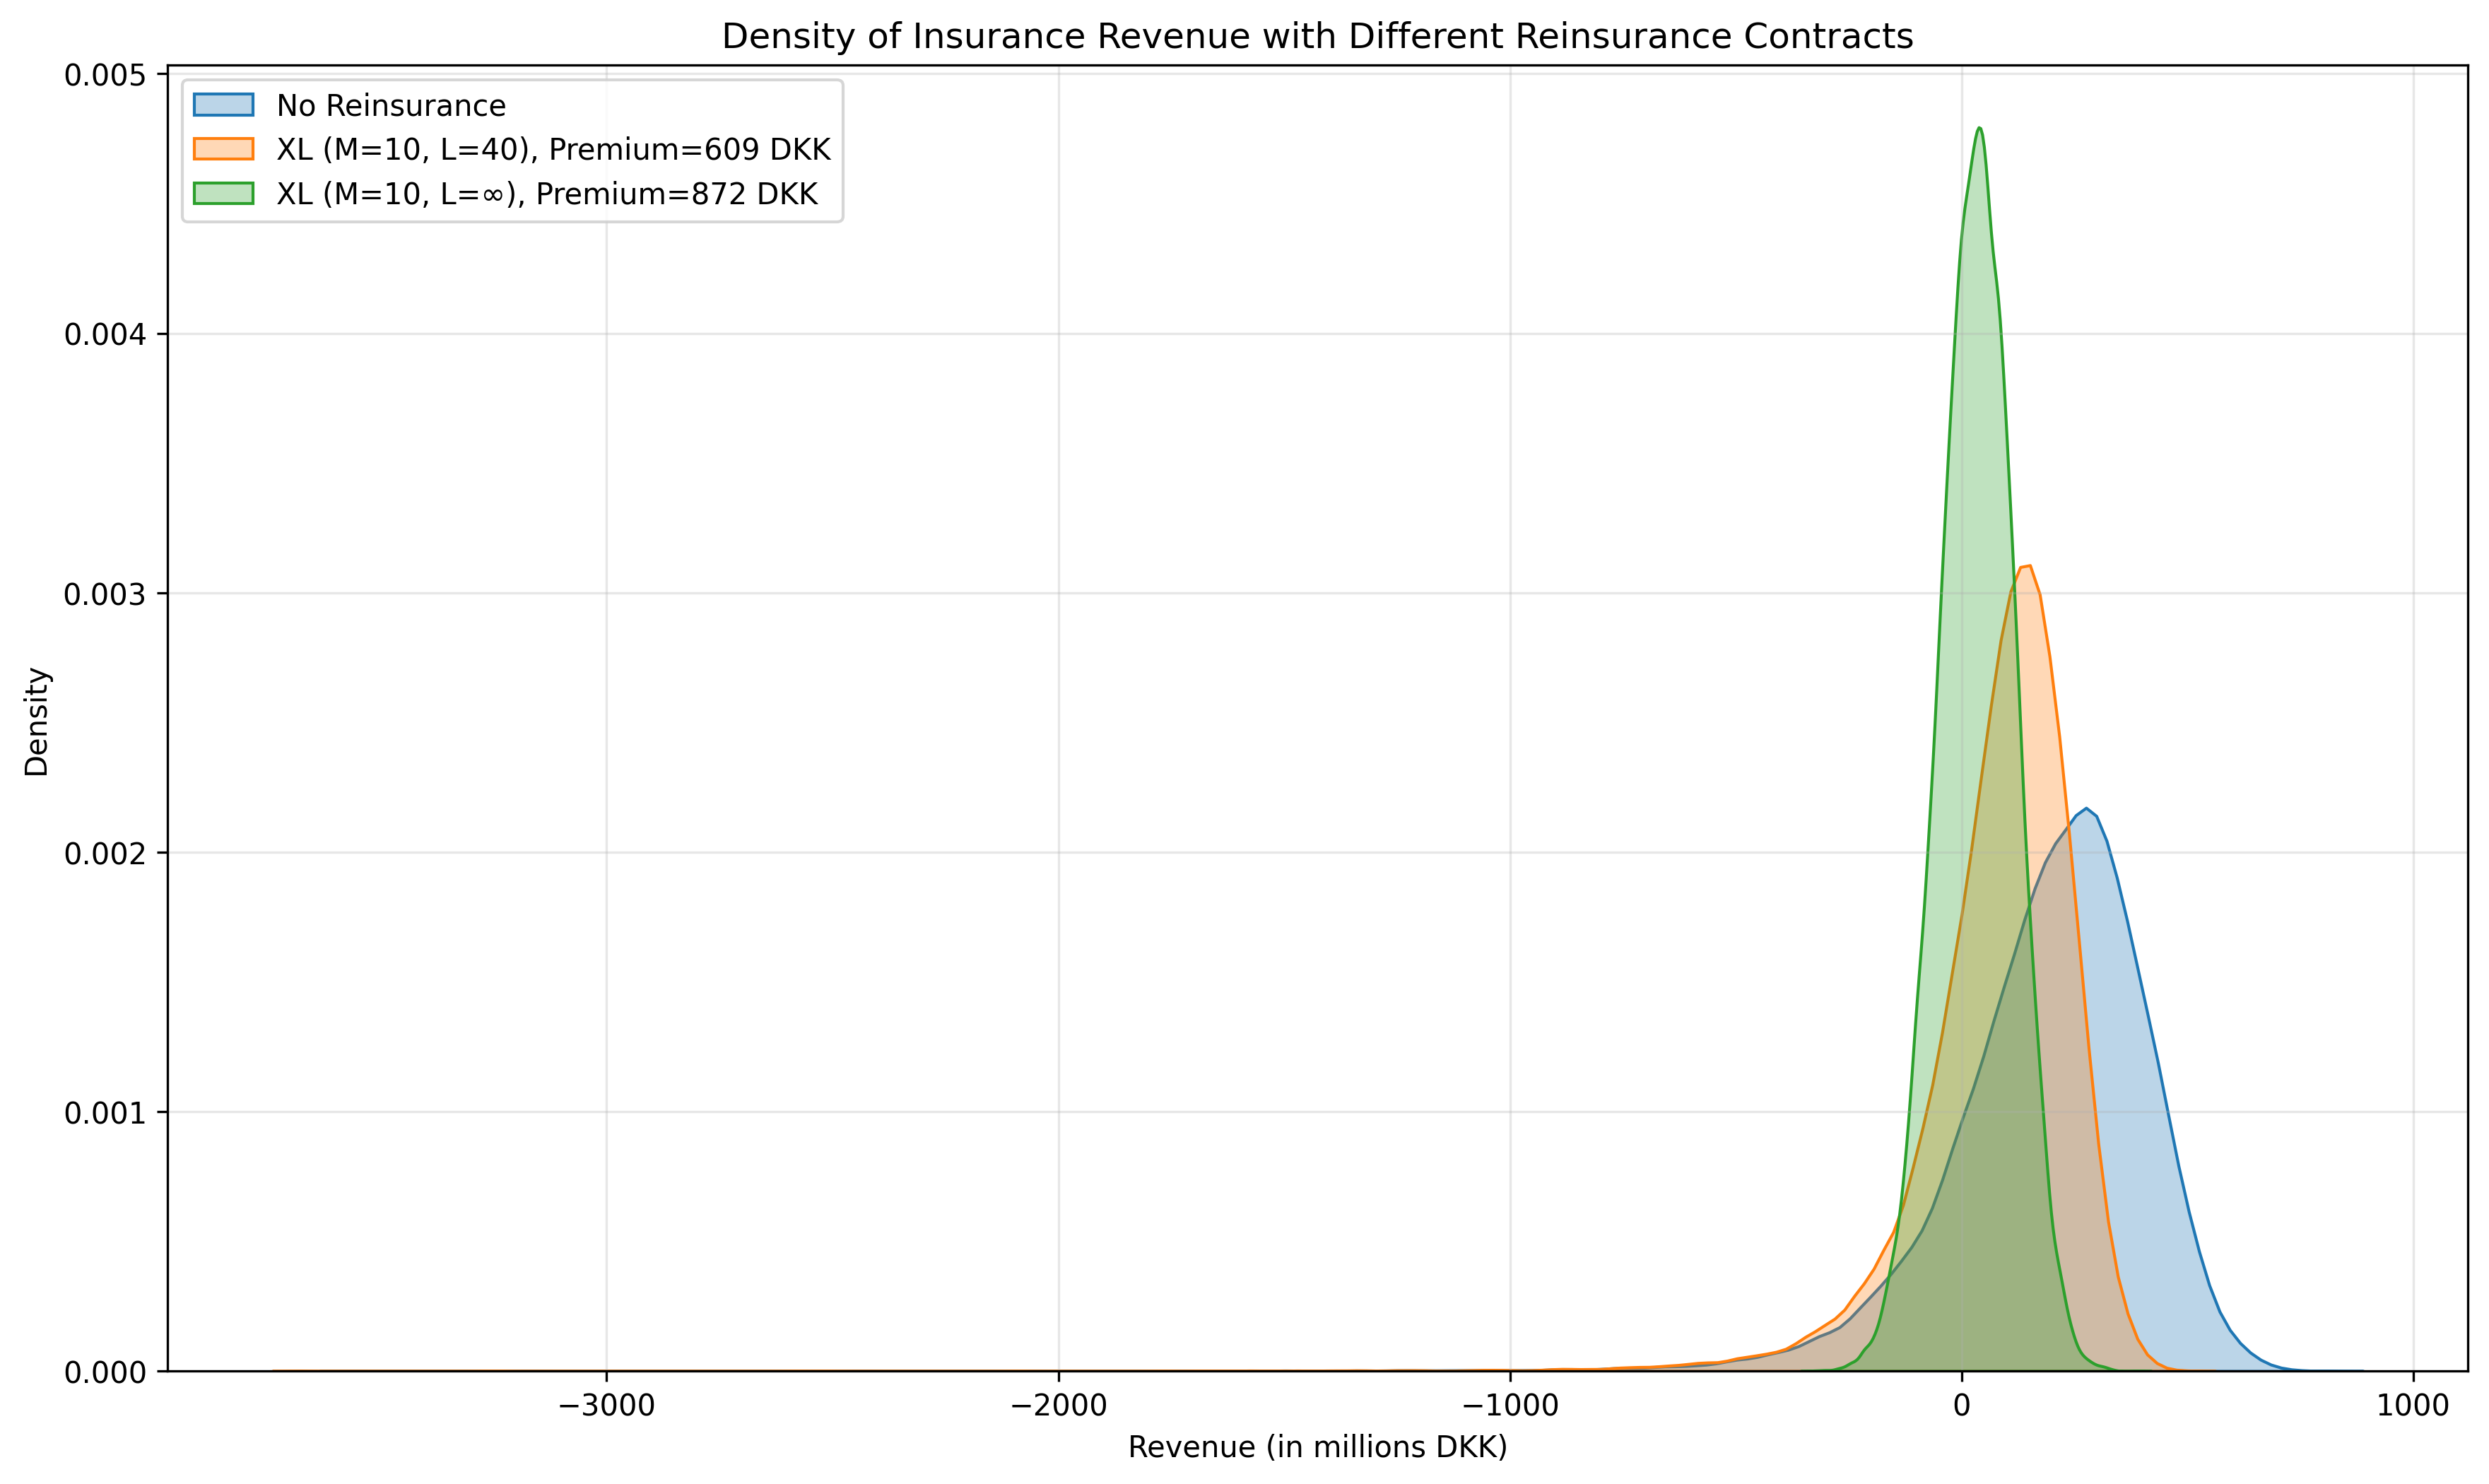 Density of Insurance Revenue with Different Reinsurance Contracts
No Reinsurance
XL (M=10, L=40), Premium=609 DKK
XL (M=10, L=∞), Premium=872 DKK
0.005
0.004
0.003
0.002
0.001
0.000
Density
−3000
−2000
−1000
0
1000
Revenue (in millions DKK)